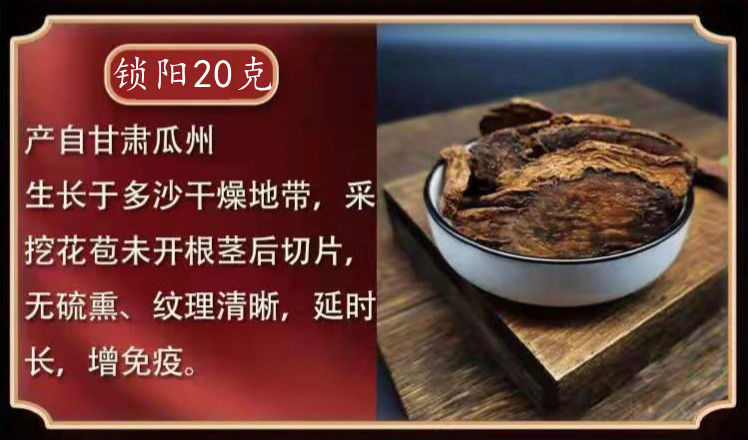 锁阳20克
产自甘肃瓜州
生长于多沙干燥地带，采
挖花苞未开根茎后切片，
无硫熏、纹理清晰，延时
长，增免疫。